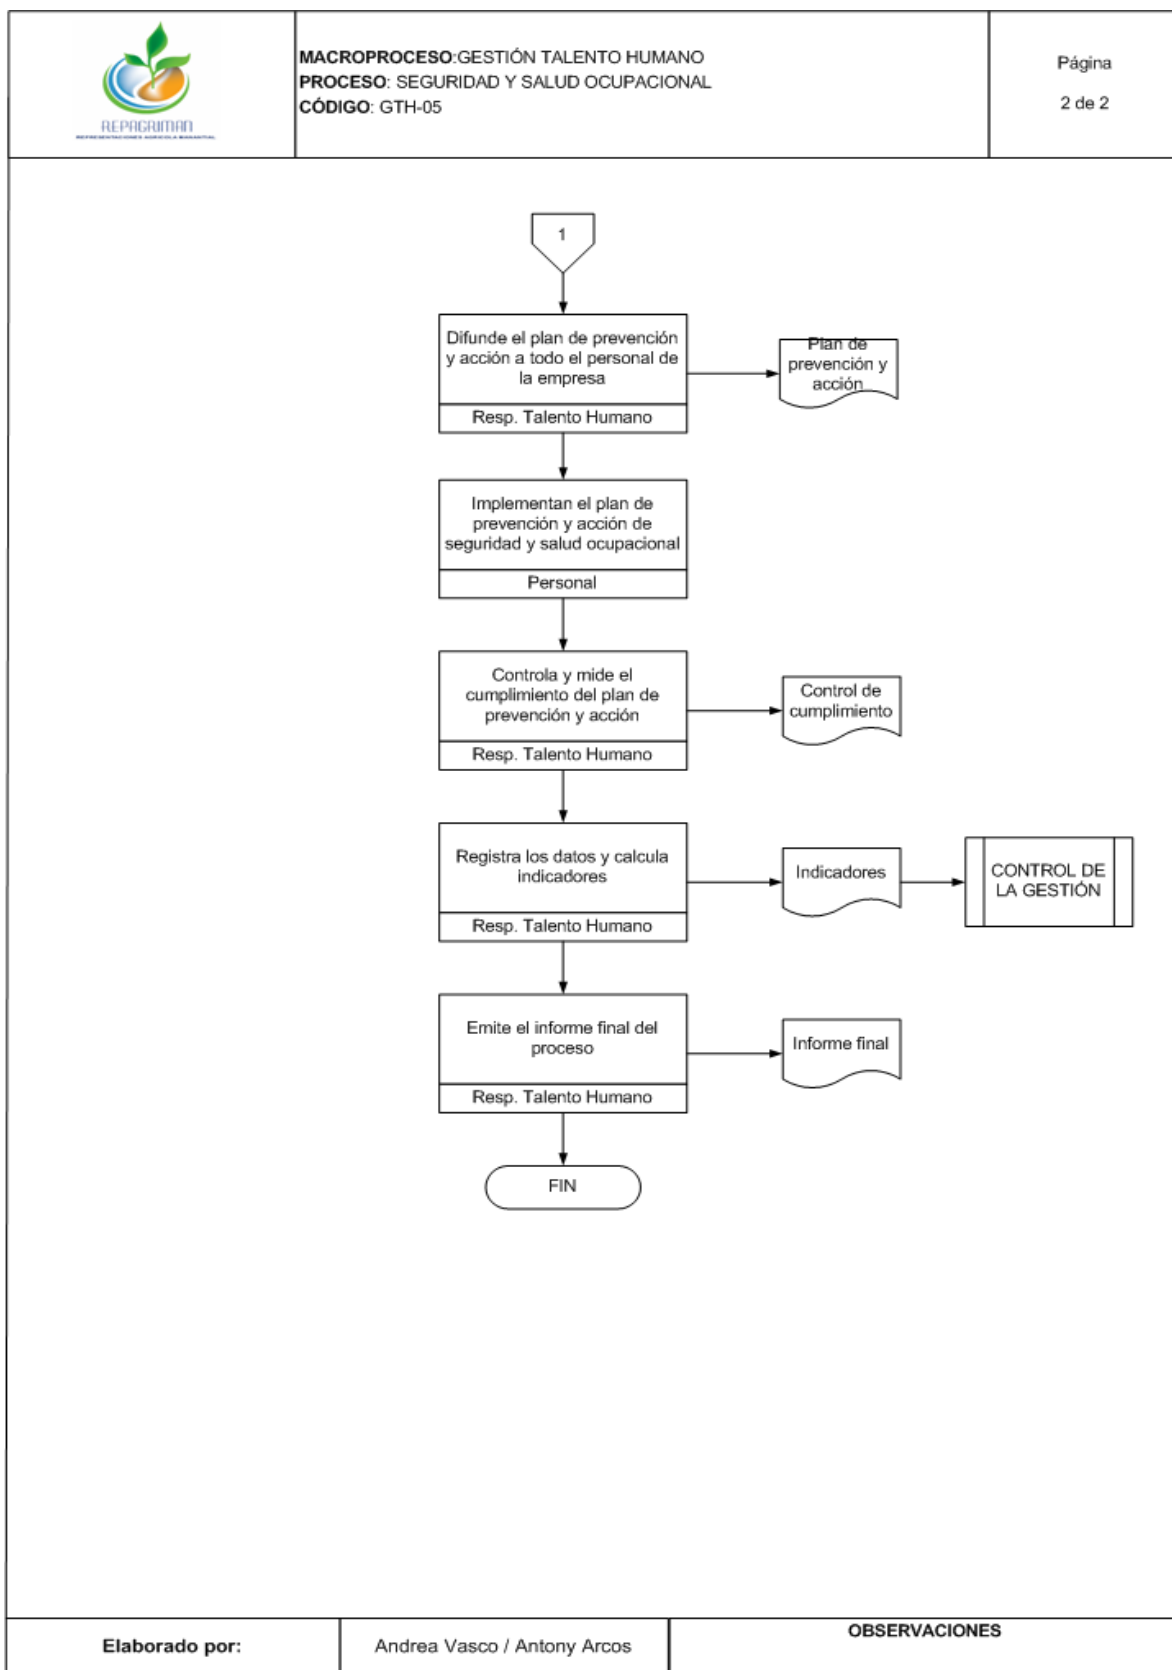 REPAGRIMAN
REPRESENTACIONES AGRICOLA MANANTIAL
MACROPROCESO:GESTIÓN TALENTO HUMANO
PROCESO: SEGURIDAD Y SALUD OCUPACIONAL
CÓDIGO: GTH-05
Página
2 de 2
1
Difunde el plan de prevención
y acción a todo el personal de
la empresa
Resp. Talento Humano
Plan de
prevención y
acción
Implementan el plan de
prevención y acción de
seguridad y salud ocupacional
Personal
Controla y mide el
cumplimiento del plan de
prevención y acción
Resp. Talento Humano
Control de
cumplimiento
Registra los datos y calcula
indicadores
Resp. Talento Humano
Indicadores
CONTROL DE
LA GESTIÓN
Emite el informe final del
proceso
Resp. Talento Humano
Informe final
FIN
Elaborado por:
Andrea Vasco / Antony Arcos
OBSERVACIONES